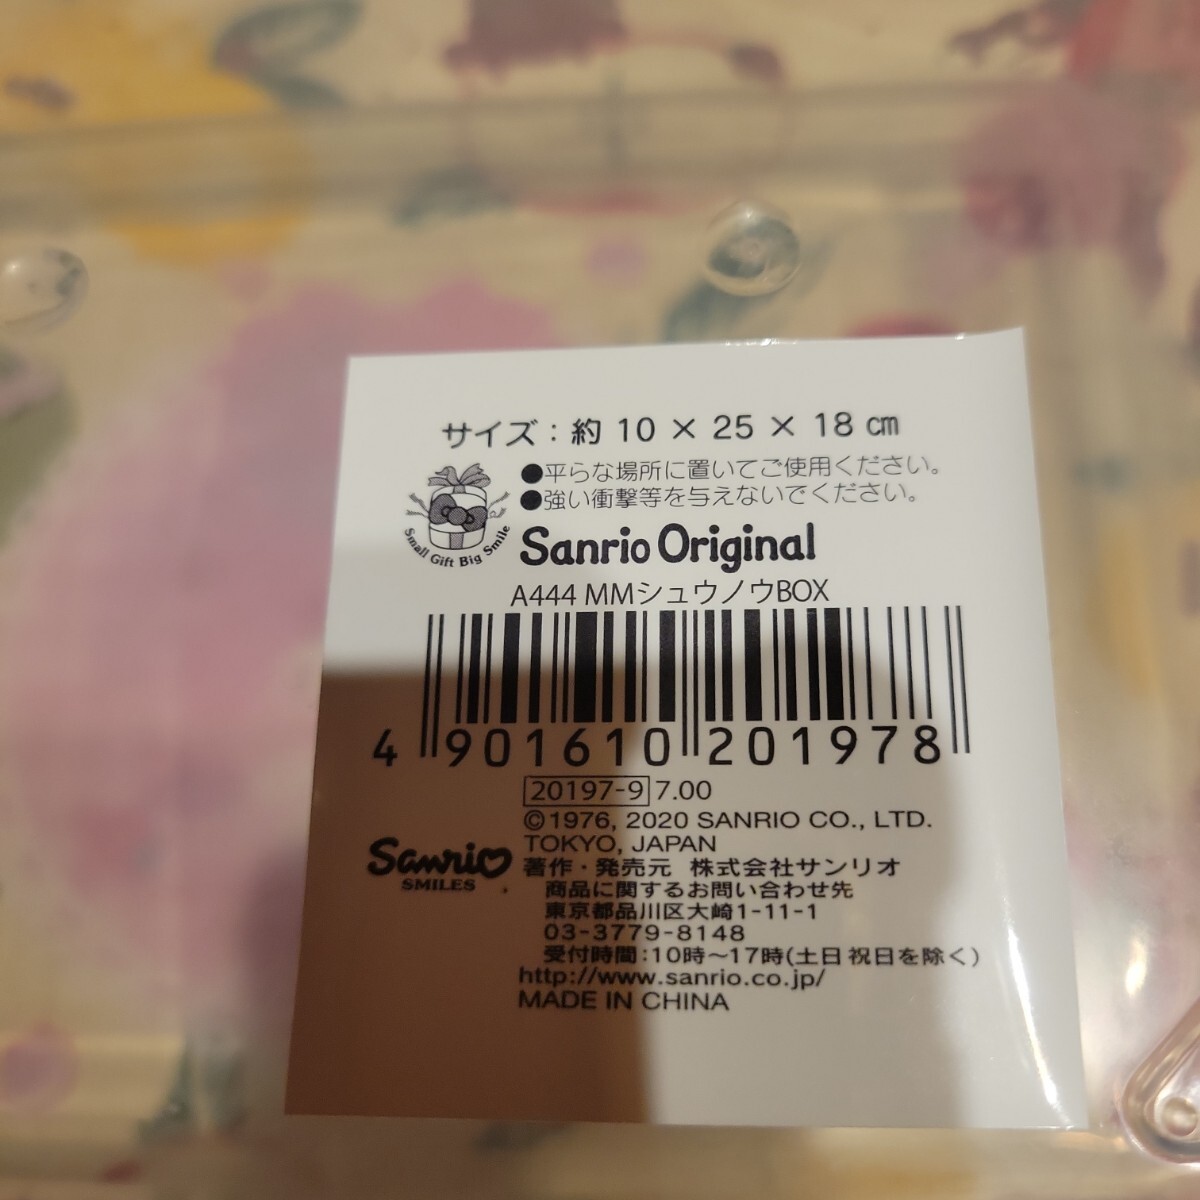 サイズ：約 10 × 25 × 18 ㎝
●平らな場所に置いてご使用ください。
●強い衝撃等を与えないでください。
Small Gift Big Smile
Sanrio Original
A444 MMシュウノウBOX
4 901610 201978
20197-9 7.00
©1976, 2020 SANRIO CO., LTD.
TOKYO, JAPAN
Sanrio
SMILES
著作・発売元 株式会社サンリオ
商品に関するお問い合わせ先
東京都品川区大崎1-11-1
03-3779-8148
受付時間：10時～17時(土日祝日を除く)
http://www.sanrio.co.jp/
MADE IN CHINA